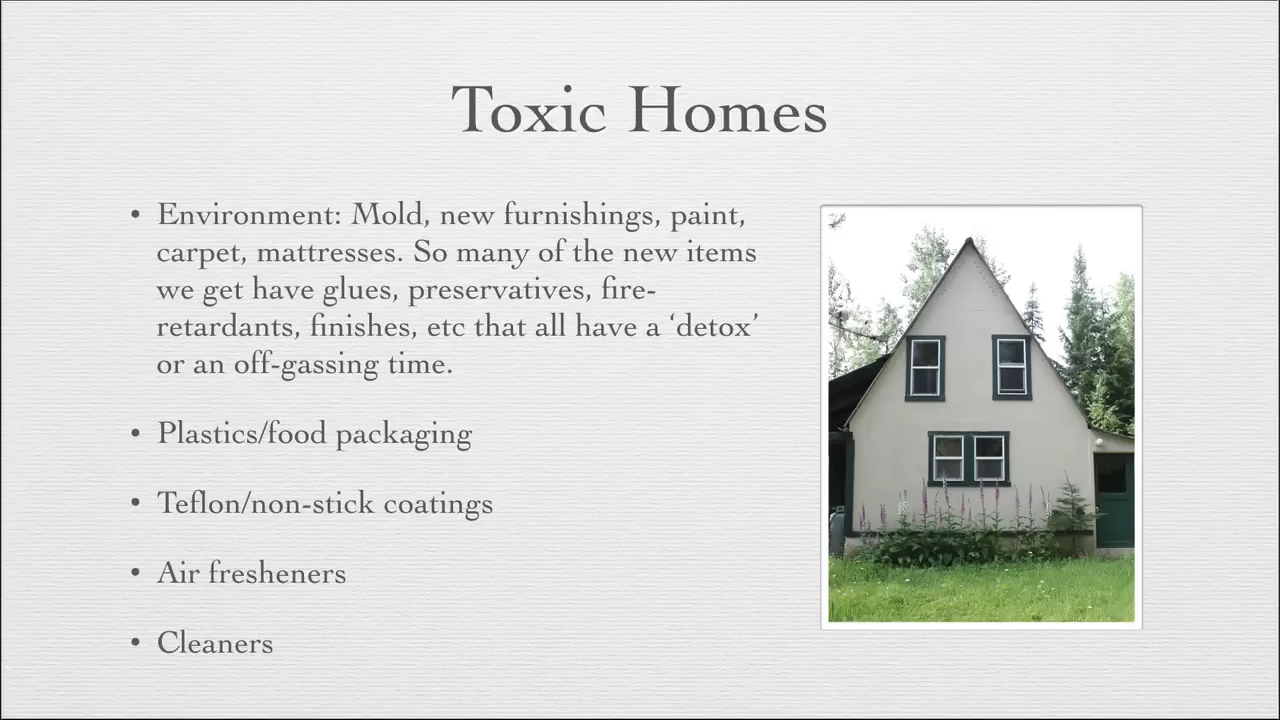 Toxic Homes
• Environment: Mold, new furnishings, paint,
carpet, mattresses. So many of the new items
we get have glues, preservatives, fire-
retardants, finishes, etc that all have a ‘detox’
or an off-gassing time.
• Plastics/food packaging
• Teflon/non-stick coatings
• Air fresheners
• Cleaners